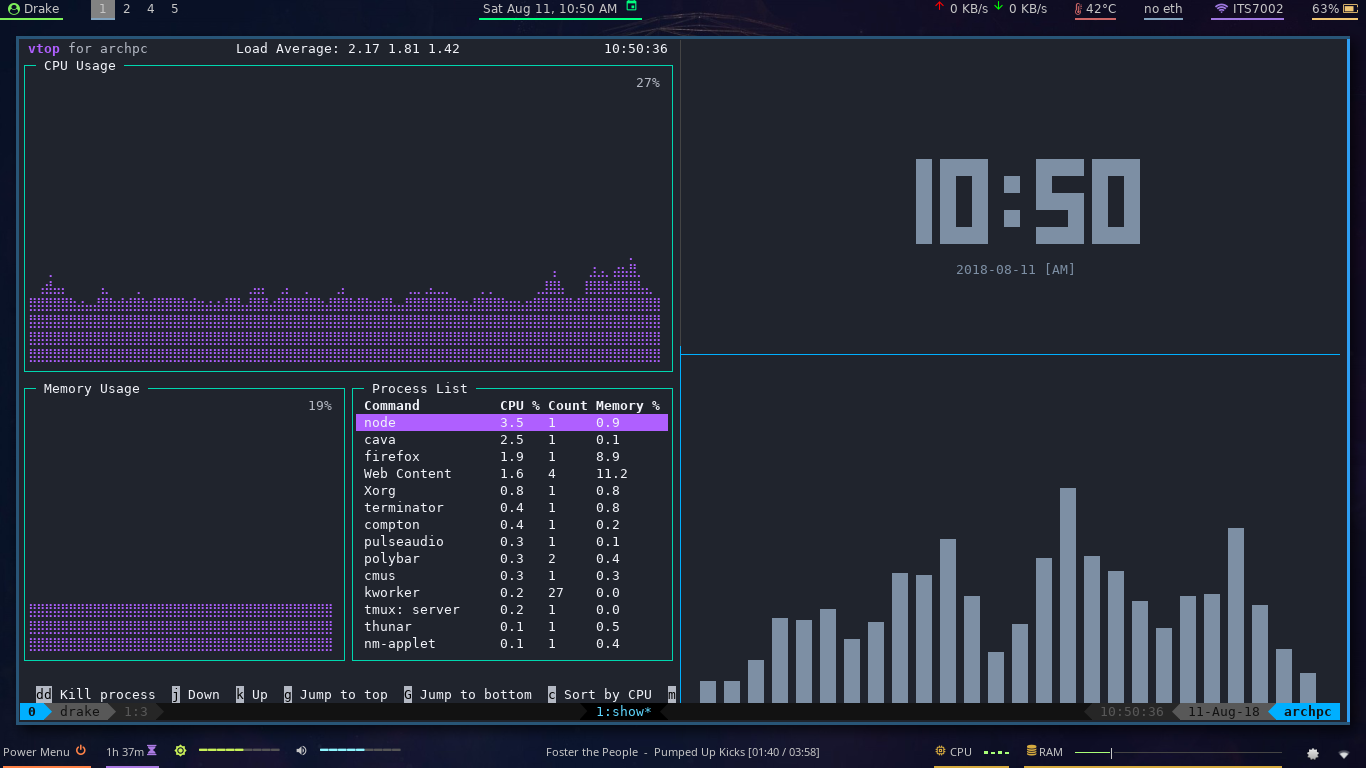 Drake 1 2 4 5 Sat Aug 11, 10:50 AM 0 KB/s 0 KB/s 42°C no eth ITS7002 63%
vtop for archpc Load Average: 2.17 1.81 1.42 10:50:36
CPU Usage
27%
10:50
2018-08-11 [AM]
Memory Usage
19%
Process List
Command CPU % Count Memory %
node 3.5 1 0.9
cava 2.5 1 0.1
firefox 1.9 1 8.9
Web Content 1.6 4 11.2
Xorg 0.8 1 0.8
terminator 0.4 1 0.8
compton 0.4 1 0.2
pulseaudio 0.3 1 0.1
polybar 0.3 2 0.4
cmus 0.3 1 0.3
kworker 0.2 27 0.0
tmux: server 0.2 1 0.0
thunar 0.1 1 0.5
nm-applet 0.1 1 0.4
dd Kill process j Down k Up g Jump to top G Jump to bottom c Sort by CPU m
0 drake 1:3 1:show* 10:50:36 11-Aug-18 archpc
Power Menu 1h 37m Foster the People - Pumped Up Kicks [01:40 / 03:58] CPU RAM